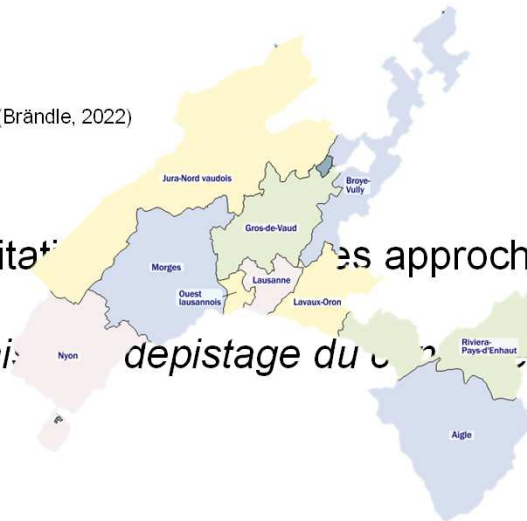 (Brändle, 2022)
Jura-Nord vaudois
Broye-
Vully
Gros-de-Vaud
es approch
Morges
Lausanne
Ouest
lausannois
Lavaux-Oron
depistage du
Nyon
Riviera-
Pays-d'Enhaut
Aigle